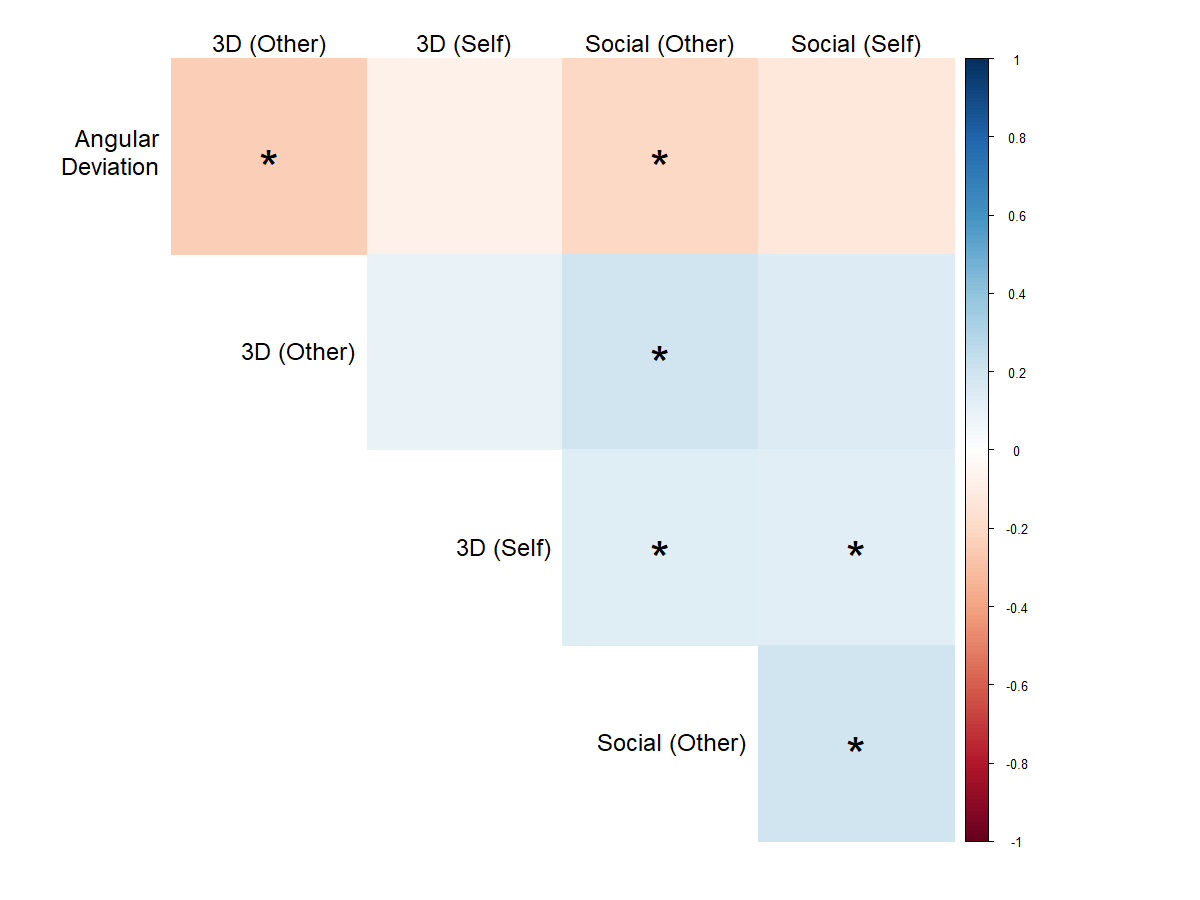 3D (Other) 3D (Self) Social (Other) Social (Self)
Angular
Deviation
*
*
3D (Other)
*
3D (Self)
*
*
Social (Other)
*
1
0.8
0.6
0.4
0.2
0
-0.2
-0.4
-0.6
-0.8
-1